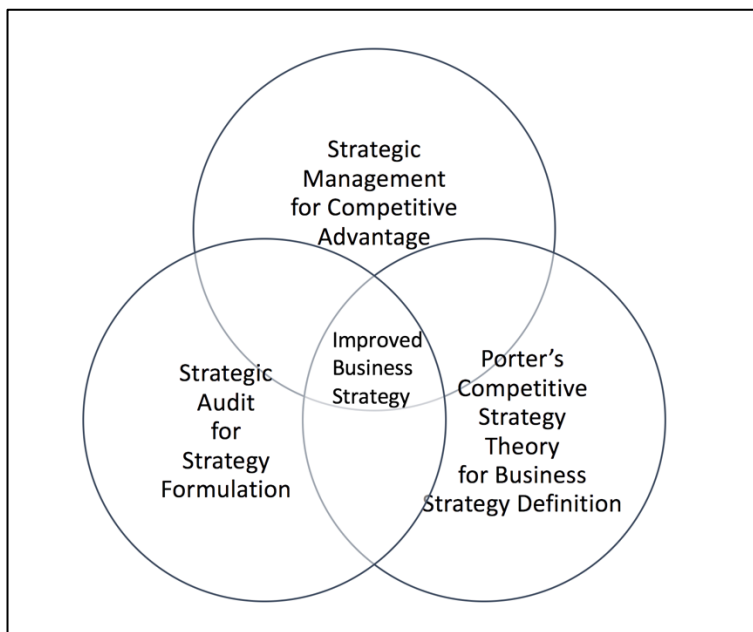 Strategic
Management
for Competitive
Advantage
Improved
Business
Strategy
Strategic
Audit
for
Strategy
Formulation
Porter’s
Competitive
Strategy
Theory
for Business
Strategy Definition